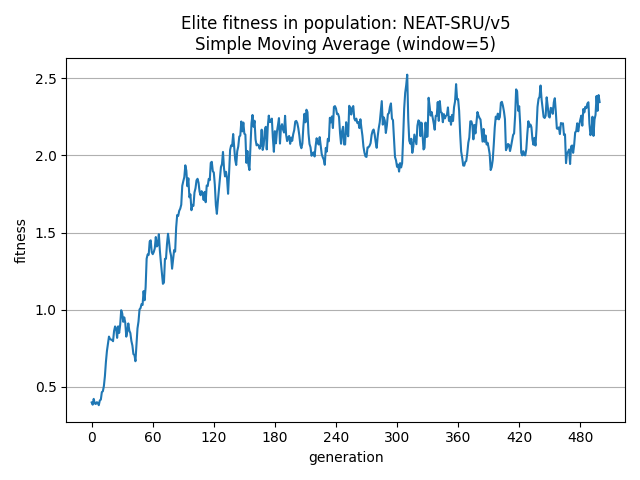 Elite fitness in population: NEAT-SRU/v5
Simple Moving Average (window=5)
fitness
2.5
2.0
1.5
1.0
0.5
0 60 120 180 240 300 360 420 480
generation